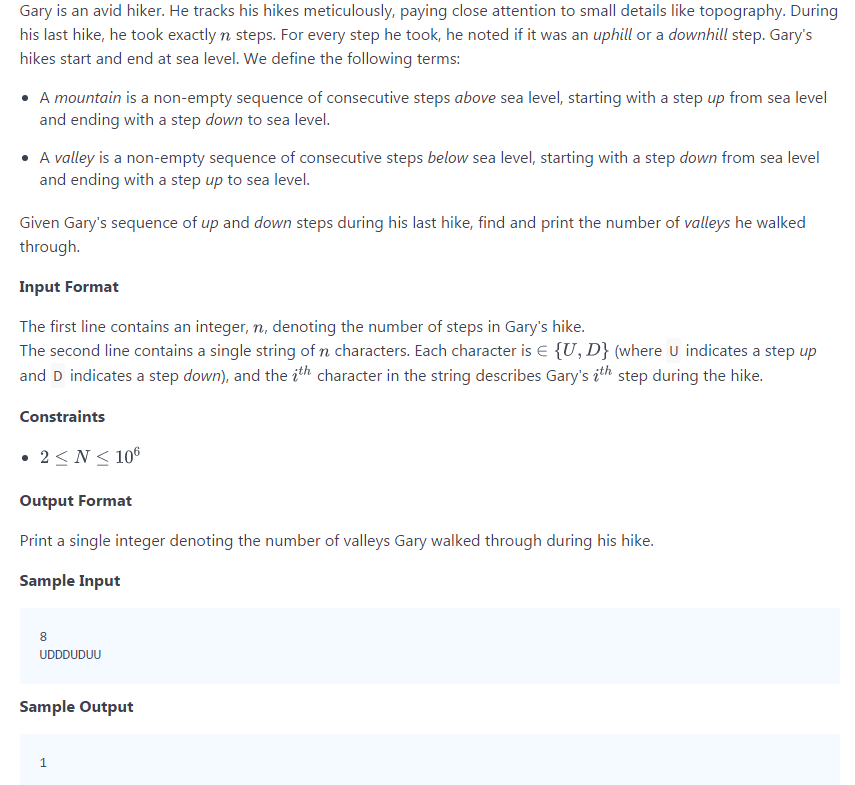 Gary is an avid hiker. He tracks his hikes meticulously, paying close attention to small details like topography. During
his last hike, he took exactly n steps. For every step he took, he noted if it was an uphill or a downhill step. Gary's
hikes start and end at sea level. We define the following terms:
• A mountain is a non-empty sequence of consecutive steps above sea level, starting with a step up from sea level
and ending with a step down to sea level.
• A valley is a non-empty sequence of consecutive steps below sea level, starting with a step down from sea level
and ending with a step up to sea level.
Given Gary's sequence of up and down steps during his last hike, find and print the number of valleys he walked
through.
Input Format
The first line contains an integer, n, denoting the number of steps in Gary's hike.
The second line contains a single string of n characters. Each character is ∈ {U, D} (where U indicates a step up
and D indicates a step down), and the iᵗʰ character in the string describes Gary's iᵗʰ step during the hike.
Constraints
• 2 ≤ N ≤ 10⁶
Output Format
Print a single integer denoting the number of valleys Gary walked through during his hike.
Sample Input
8
UDDDUDUU
Sample Output
1